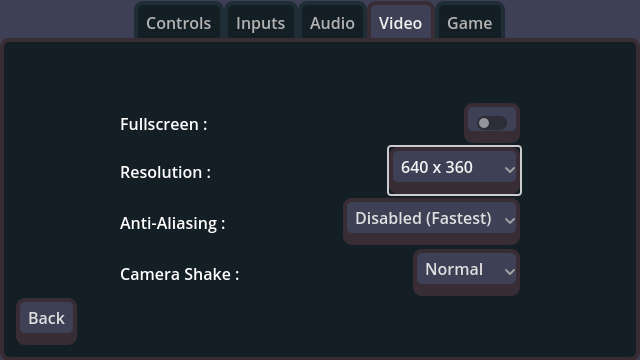 Controls Inputs Audio Video Game
Fullscreen :
Resolution : 640 x 360
Anti-Aliasing : Disabled (Fastest)
Camera Shake : Normal
Back